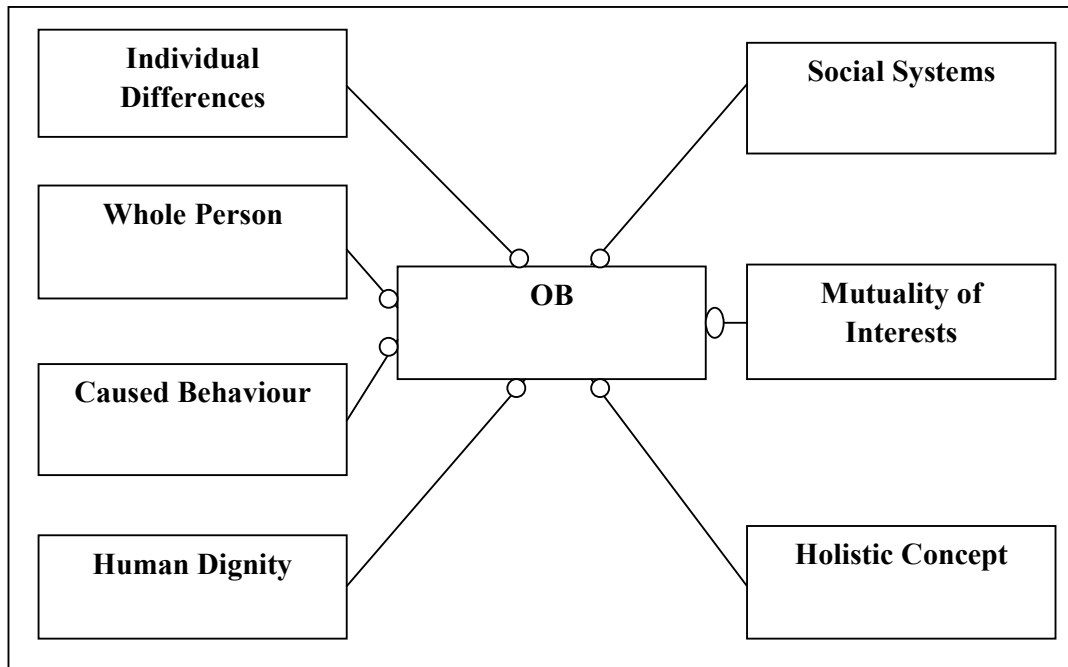 Individual
Differences
Whole Person
Caused Behaviour
Human Dignity
OB
Social Systems
Mutuality of
Interests
Holistic Concept